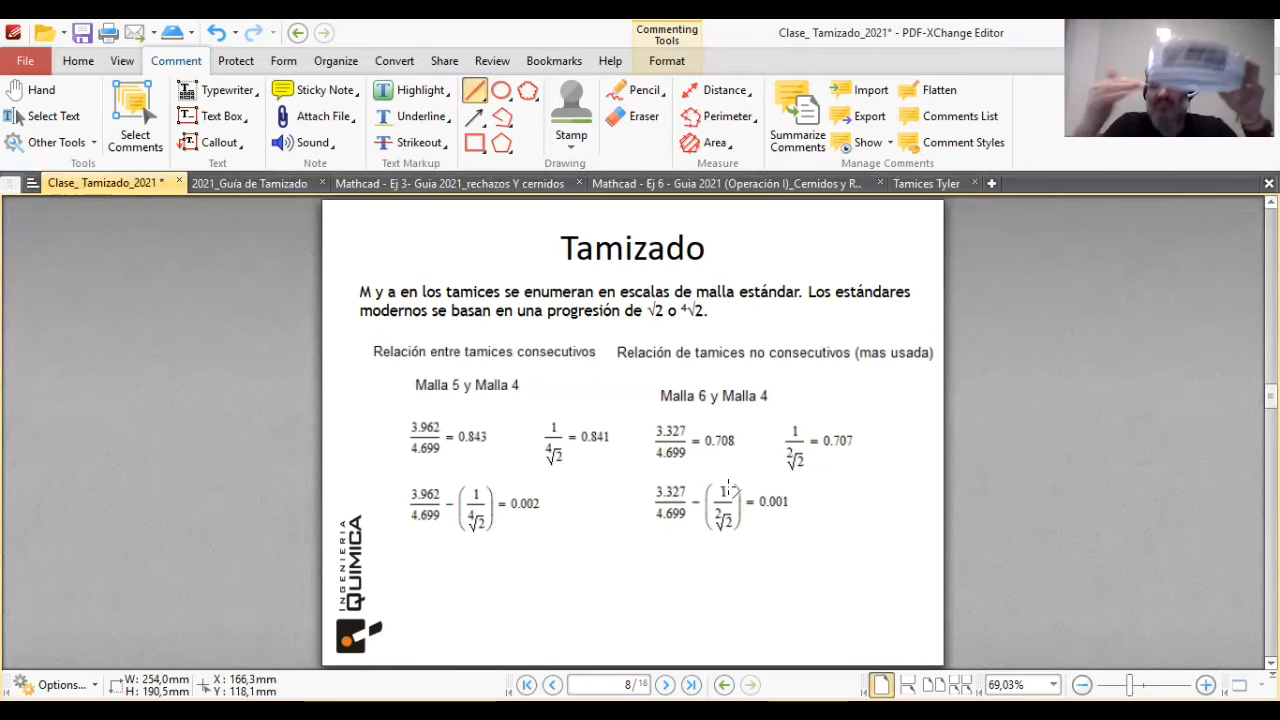 Commenting Tools
Clase_ Tamizado_2021* - PDF-XChange Editor
File Home View Comment Protect Form Organize Convert Share Review Bookmarks Help Format
Hand
Select Text
Other Tools
Tools
Select Comments
Typewriter
Text Box
Callout
Text
Sticky Note
Attach File
Sound
Note
Highlight
Underline
Strikeout
Text Markup
Pencil
Eraser
Stamp
Drawing
Distance
Perimeter
Area
Measure
Summarize Comments
Import
Export
Show
Flatten
Comments List
Comment Styles
Manage Comments
Clase_ Tamizado_2021 *
2021_Guía de Tamizado
Mathcad - Ej 3- Guia 2021_rechazos Y cernidos
Mathcad - Ej 6 - Guia 2021 (Operación I)_Cernidos y R...
Tamices Tyler
Tamizado
M y a en los tamices se enumeran en escalas de malla estándar. Los estándares
modernos se basan en una progresión de √2 o ⁴√2.
Relación entre tamices consecutivos
Malla 5 y Malla 4
3.962 / 4.699 = 0.843
1 / ⁴√2 = 0.841
3.962 / 4.699 − (1 / ⁴√2) = 0.002
Relación de tamices no consecutivos (mas usada)
Malla 6 y Malla 4
3.327 / 4.699 = 0.708
1 / ²√2 = 0.707
3.327 / 4.699 − (1 / ²√2) = 0.001
INGENIERIA
QUIMICA
Options...
W: 254,0mm
H: 190,5mm
X: 166,3mm
Y: 118,1mm
8 / 18
69,03%